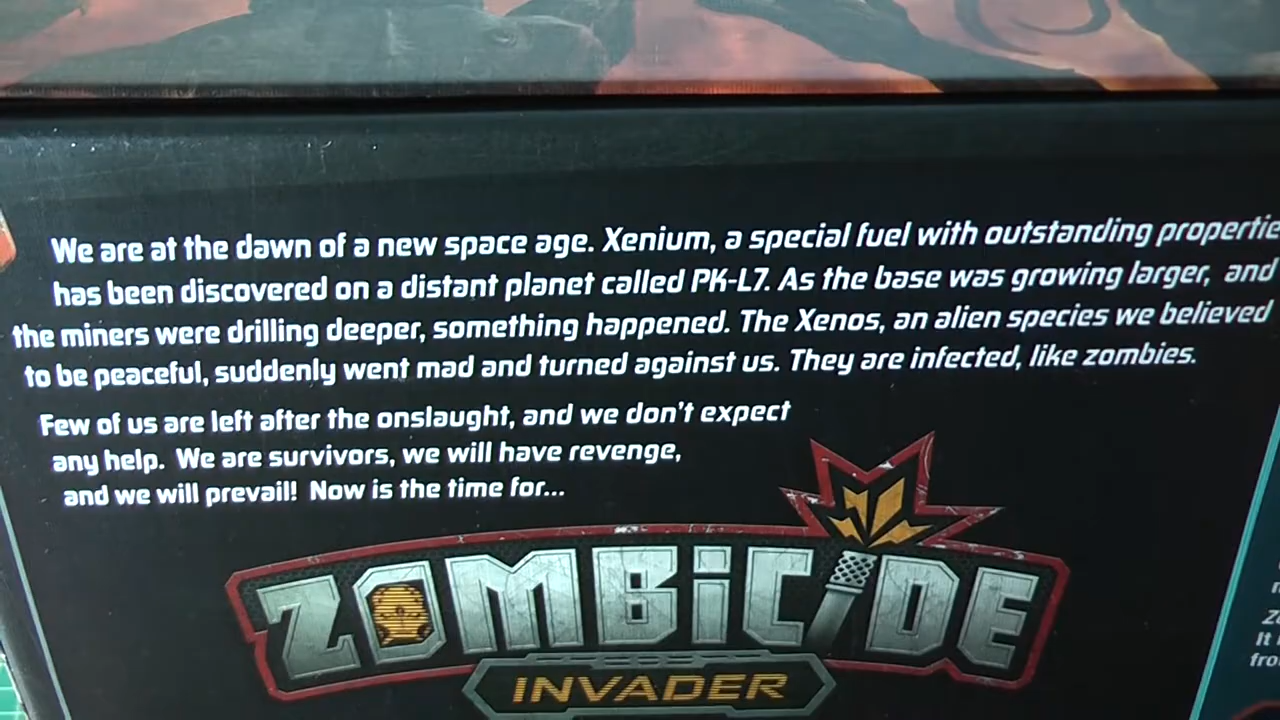 We are at the dawn of a new space age. Xenium, a special fuel with outstanding propertie
has been discovered on a distant planet called PK-L7. As the base was growing larger, and
the miners were drilling deeper, something happened. The Xenos, an alien species we believed
to be peaceful, suddenly went mad and turned against us. They are infected, like zombies.
Few of us are left after the onslaught, and we don't expect
any help. We are survivors, we will have revenge,
and we will prevail! Now is the time for...
ZOMBICIDE
INVADER
It